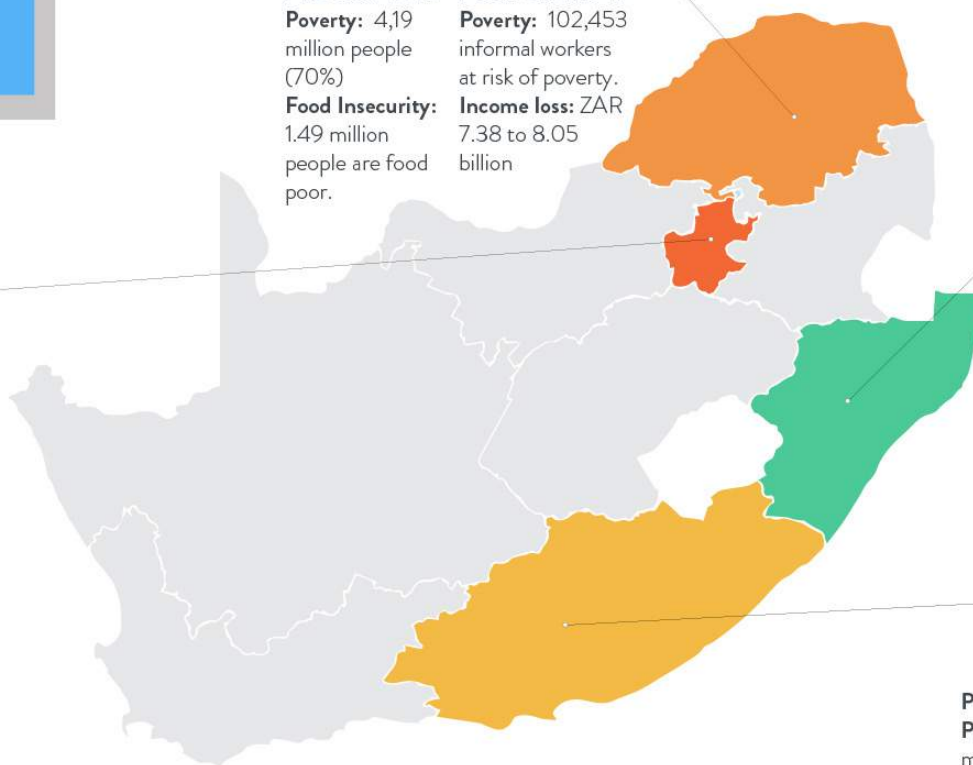 Poverty: 4,19
million people
(70%)
Food Insecurity:
1.49 million
people are food
poor.
Poverty: 102,453
informal workers
at risk of poverty.
Income loss: ZAR
7.38 to 8.05
billion